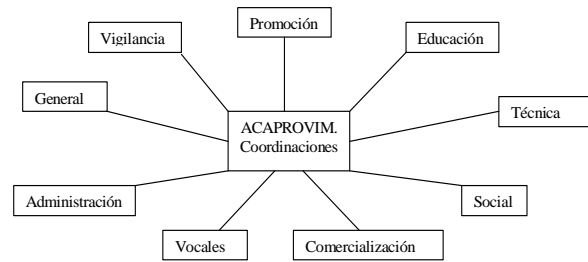 Promoción
Vigilancia
Educación
General
Técnica
ACAPROVIM.
Coordinaciones
Administración
Social
Vocales
Comercialización